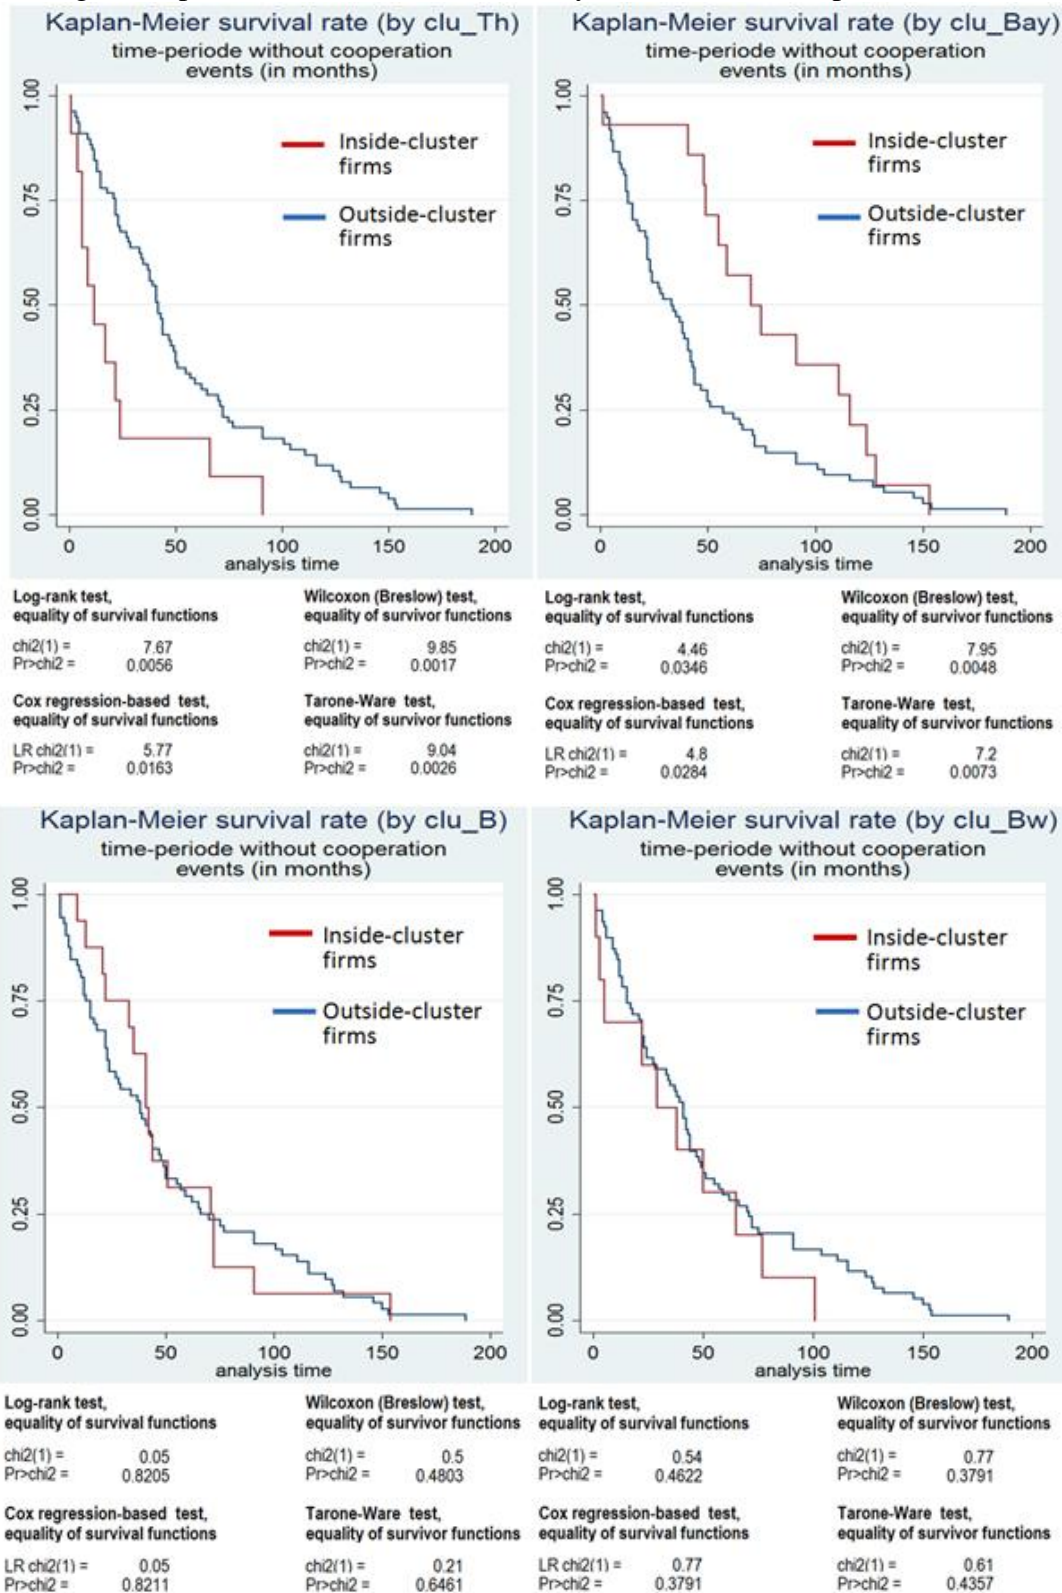 Kaplan-Meier survival rate (by clu_Th)
time-periode without cooperation
events (in months)
1.00
0.75
0.50
0.25
0.00
Inside-cluster
firms
Outside-cluster
firms
0 50 100 150 200
analysis time
Log-rank test,
equality of survival functions
chi2(1) = 7.67
Pr>chi2 = 0.0056
Wilcoxon (Breslow) test,
equality of survivor functions
chi2(1) = 9.85
Pr>chi2 = 0.0017
Cox regression-based test,
equality of survival functions
LR chi2(1) = 5.77
Pr>chi2 = 0.0163
Tarone-Ware test,
equality of survivor functions
chi2(1) = 9.04
Pr>chi2 = 0.0026
Kaplan-Meier survival rate (by clu_Bay)
time-periode without cooperation
events (in months)
1.00
0.75
0.50
0.25
0.00
Inside-cluster
firms
Outside-cluster
firms
0 50 100 150 200
analysis time
Log-rank test,
equality of survival functions
chi2(1) = 4.46
Pr>chi2 = 0.0346
Wilcoxon (Breslow) test,
equality of survivor functions
chi2(1) = 7.95
Pr>chi2 = 0.0048
Cox regression-based test,
equality of survival functions
LR chi2(1) = 4.8
Pr>chi2 = 0.0284
Tarone-Ware test,
equality of survivor functions
chi2(1) = 7.2
Pr>chi2 = 0.0073
Kaplan-Meier survival rate (by clu_B)
time-periode without cooperation
events (in months)
1.00
0.75
0.50
0.25
0.00
Inside-cluster
firms
Outside-cluster
firms
0 50 100 150 200
analysis time
Log-rank test,
equality of survival functions
chi2(1) = 0.05
Pr>chi2 = 0.8205
Wilcoxon (Breslow) test,
equality of survivor functions
chi2(1) = 0.5
Pr>chi2 = 0.4803
Cox regression-based test,
equality of survival functions
LR chi2(1) = 0.05
Pr>chi2 = 0.8211
Tarone-Ware test,
equality of survivor functions
chi2(1) = 0.21
Pr>chi2 = 0.6461
Kaplan-Meier survival rate (by clu_Bw)
time-periode without cooperation
events (in months)
1.00
0.75
0.50
0.25
0.00
Inside-cluster
firms
Outside-cluster
firms
0 50 100 150 200
analysis time
Log-rank test,
equality of survival functions
chi2(1) = 0.54
Pr>chi2 = 0.4622
Wilcoxon (Breslow) test,
equality of survivor functions
chi2(1) = 0.77
Pr>chi2 = 0.3791
Cox regression-based test,
equality of survival functions
LR chi2(1) = 0.77
Pr>chi2 = 0.3791
Tarone-Ware test,
equality of survivor functions
chi2(1) = 0.61
Pr>chi2 = 0.4357